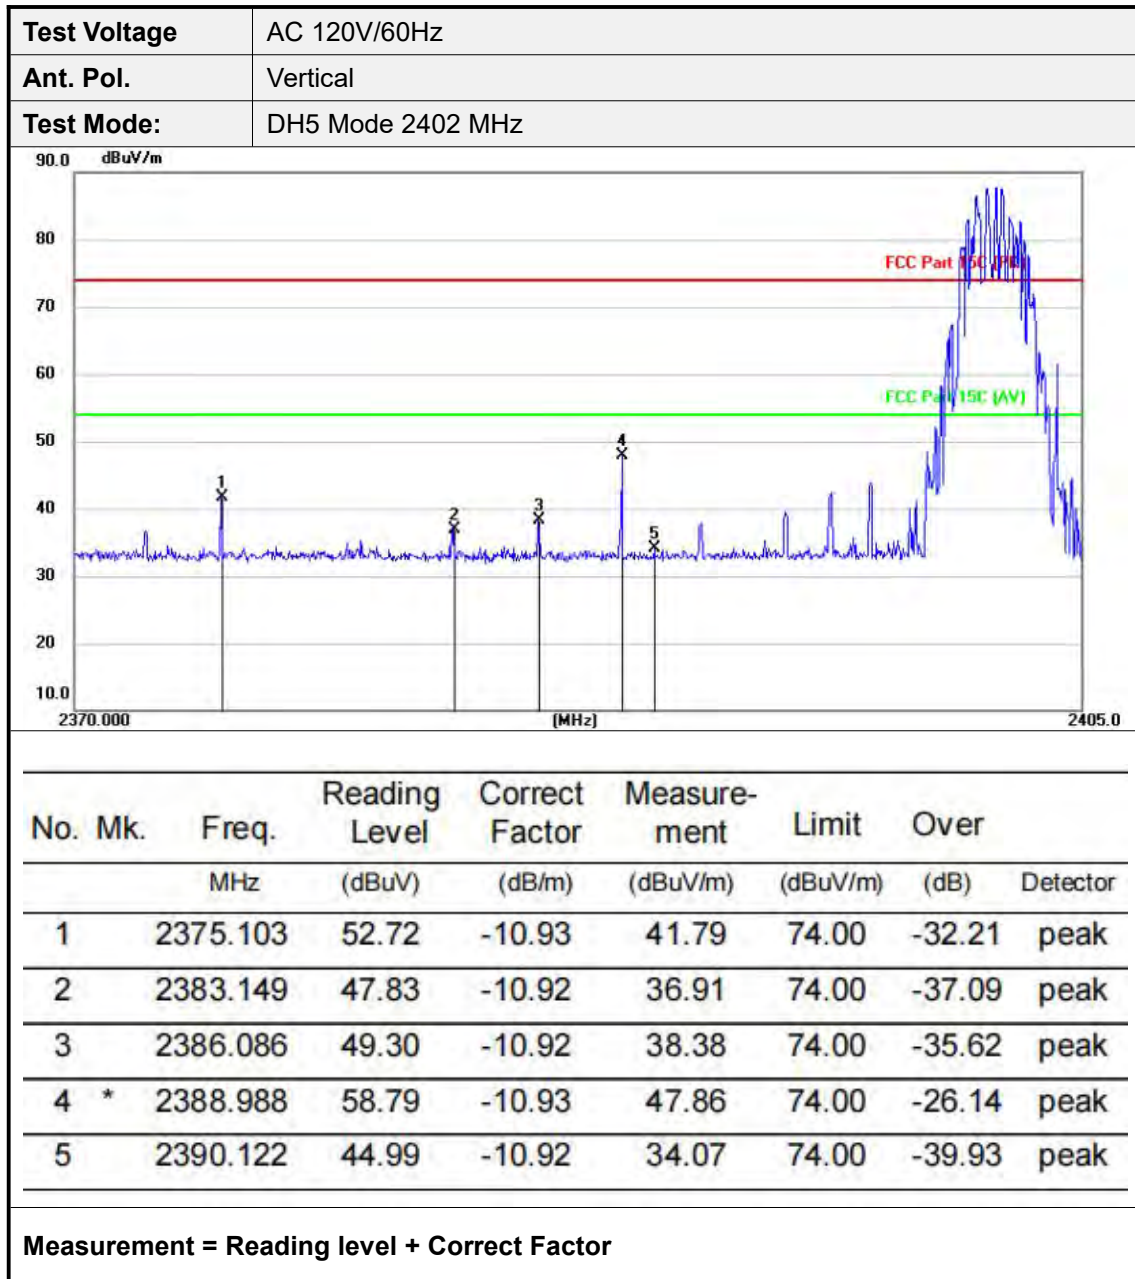 Test Voltage AC 120V/60Hz
Ant. Pol. Vertical
Test Mode: DH5 Mode 2402 MHz
90.0 dBuV/m
80
FCC Part 15C (PK)
70
60
FCC Part 15C (AV)
50
4
1
40
3
2
5
30
20
10.0
2370.000 (MHz) 2405.0
No. Mk. Freq. Reading Level Correct Factor Measure-ment Limit Over
MHz (dBuV) (dB/m) (dBuV/m) (dBuV/m) (dB) Detector
1 2375.103 52.72 -10.93 41.79 74.00 -32.21 peak
2 2383.149 47.83 -10.92 36.91 74.00 -37.09 peak
3 2386.086 49.30 -10.92 38.38 74.00 -35.62 peak
4 * 2388.988 58.79 -10.93 47.86 74.00 -26.14 peak
5 2390.122 44.99 -10.92 34.07 74.00 -39.93 peak
Measurement = Reading level + Correct Factor